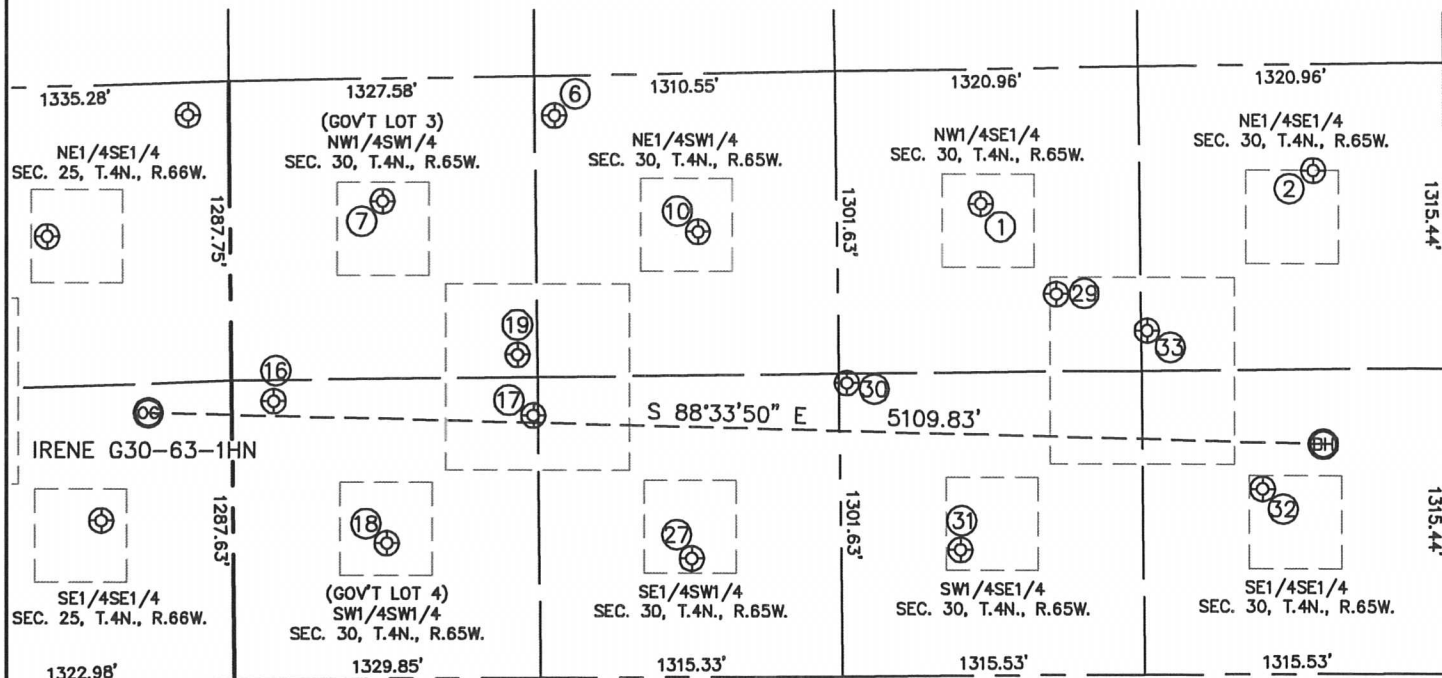 1335.28'
1327.58'
1310.55'
1320.96'
1320.96'
6
(GOV'T LOT 3)
NE1/4SE1/4
SEC. 25, T.4N., R.66W.
NW1/4SW1/4
SEC. 30, T.4N., R.65W.
NE1/4SW1/4
SEC. 30, T.4N., R.65W.
NW1/4SE1/4
SEC. 30, T.4N., R.65W.
NE1/4SE1/4
SEC. 30, T.4N., R.65W.
7
10
1
2
1287.75'
1301.63'
1315.44'
19
29
33
16
17
30
OG
S 88°33'50" E
5109.83'
BH
IRENE G30-63-1HN
18
27
31
32
1287.63'
1301.63'
1315.44'
SE1/4SE1/4
SEC. 25, T.4N., R.66W.
(GOV'T LOT 4)
SW1/4SW1/4
SEC. 30, T.4N., R.65W.
SE1/4SW1/4
SEC. 30, T.4N., R.65W.
SW1/4SE1/4
SEC. 30, T.4N., R.65W.
SE1/4SE1/4
SEC. 30, T.4N., R.65W.
1322.98'
1329.85'
1315.33'
1315.53'
1315.53'